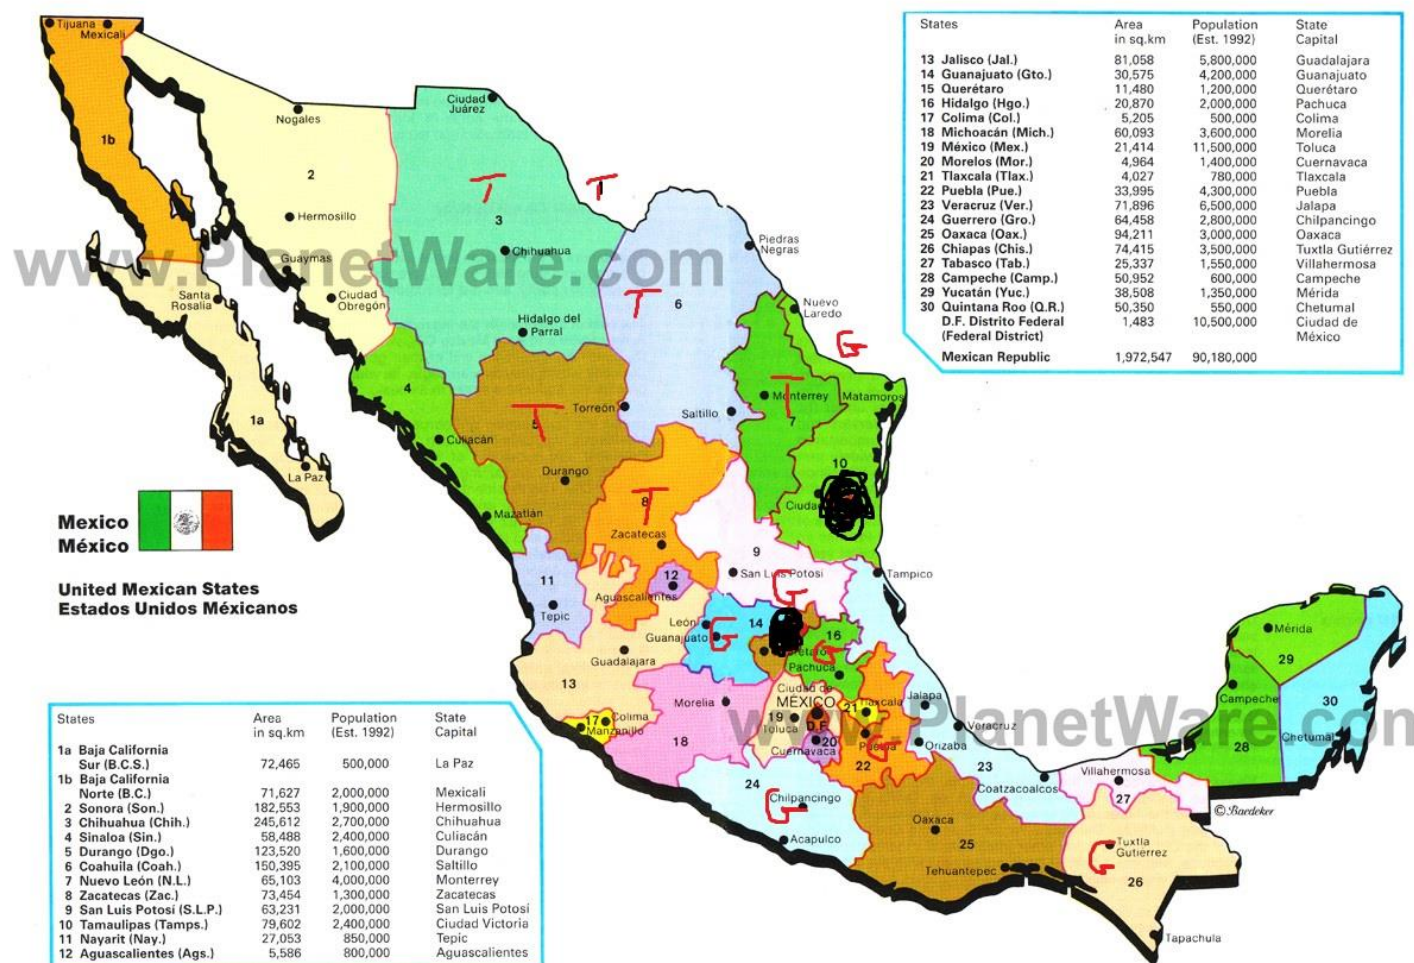 Tijuana
Mexicali
1b
Nogales
2
Hermosillo
Guaymas
Ciudad
Obregón
Santa
Rosalía
1a
La Paz
Ciudad
Juárez
T
T
3
Chihuahua
Hidalgo del
Parral
www.PlanetWare.com
Piedras
Negras
T
6
Nuevo
Laredo
G
4
Culiacán
Mazatlán
T
Torreón
Durango
Saltillo
T
Monterrey
7
Matamoros
10
T
8
Zacatecas
9
San Luis Potosí
G
Tampico
11
Tepic
12
Aguascalientes
León
Guanajuato
14
G
16
G
Pachuca
Guadalajara
13
17
Colima
Manzanillo
Morelia
18
Ciudad de
MÉXICO
19
Toluca
D.F.
Cuernavaca
20
21
Tlaxcala
Puebla
G
22
Jalapa
Veracruz
Orizaba
23
Coatzacoalcos
24
G
Chilpancingo
Acapulco
Oaxaca
25
Tehuantepec
Villahermosa
27
G
Tuxtla
Gutiérrez
26
Tapachula
Mérida
29
Campeche
28
30
Chetumal
www.PlanetWare.com
© Baedeker
Mexico
México
United Mexican States
Estados Unidos Méxicanos
States Area in sq.km Population (Est. 1992) State Capital
13 Jalisco (Jal.) 81,058 5,800,000 Guadalajara
14 Guanajuato (Gto.) 30,575 4,200,000 Guanajuato
15 Querétaro 11,480 1,200,000 Querétaro
16 Hidalgo (Hgo.) 20,870 2,000,000 Pachuca
17 Colima (Col.) 5,205 500,000 Colima
18 Michoacán (Mich.) 60,093 3,600,000 Morelia
19 México (Mex.) 21,414 11,500,000 Toluca
20 Morelos (Mor.) 4,964 1,400,000 Cuernavaca
21 Tlaxcala (Tlax.) 4,027 780,000 Tlaxcala
22 Puebla (Pue.) 33,995 4,300,000 Puebla
23 Veracruz (Ver.) 71,896 6,500,000 Jalapa
24 Guerrero (Gro.) 64,458 2,800,000 Chilpancingo
25 Oaxaca (Oax.) 94,211 3,000,000 Oaxaca
26 Chiapas (Chis.) 74,415 3,500,000 Tuxtla Gutiérrez
27 Tabasco (Tab.) 25,337 1,550,000 Villahermosa
28 Campeche (Camp.) 50,952 600,000 Campeche
29 Yucatán (Yuc.) 38,508 1,350,000 Mérida
30 Quintana Roo (Q.R.) 50,350 550,000 Chetumal
D.F. Distrito Federal 1,483 10,500,000 Ciudad de
(Federal District) México
Mexican Republic 1,972,547 90,180,000
States Area in sq.km Population (Est. 1992) State Capital
1a Baja California
Sur (B.C.S.) 72,465 500,000 La Paz
1b Baja California
Norte (B.C.) 71,627 2,000,000 Mexicali
2 Sonora (Son.) 182,553 1,900,000 Hermosillo
3 Chihuahua (Chih.) 245,612 2,700,000 Chihuahua
4 Sinaloa (Sin.) 58,488 2,400,000 Culiacán
5 Durango (Dgo.) 123,520 1,600,000 Durango
6 Coahuila (Coah.) 150,395 2,100,000 Saltillo
7 Nuevo León (N.L.) 65,103 4,000,000 Monterrey
8 Zacatecas (Zac.) 73,454 1,300,000 Zacatecas
9 San Luis Potosí (S.L.P.) 63,231 2,000,000 San Luis Potosí
10 Tamaulipas (Tamps.) 79,602 2,400,000 Ciudad Victoria
11 Nayarit (Nay.) 27,053 850,000 Tepic
12 Aguascalientes (Ags.) 5,586 800,000 Aguascalientes